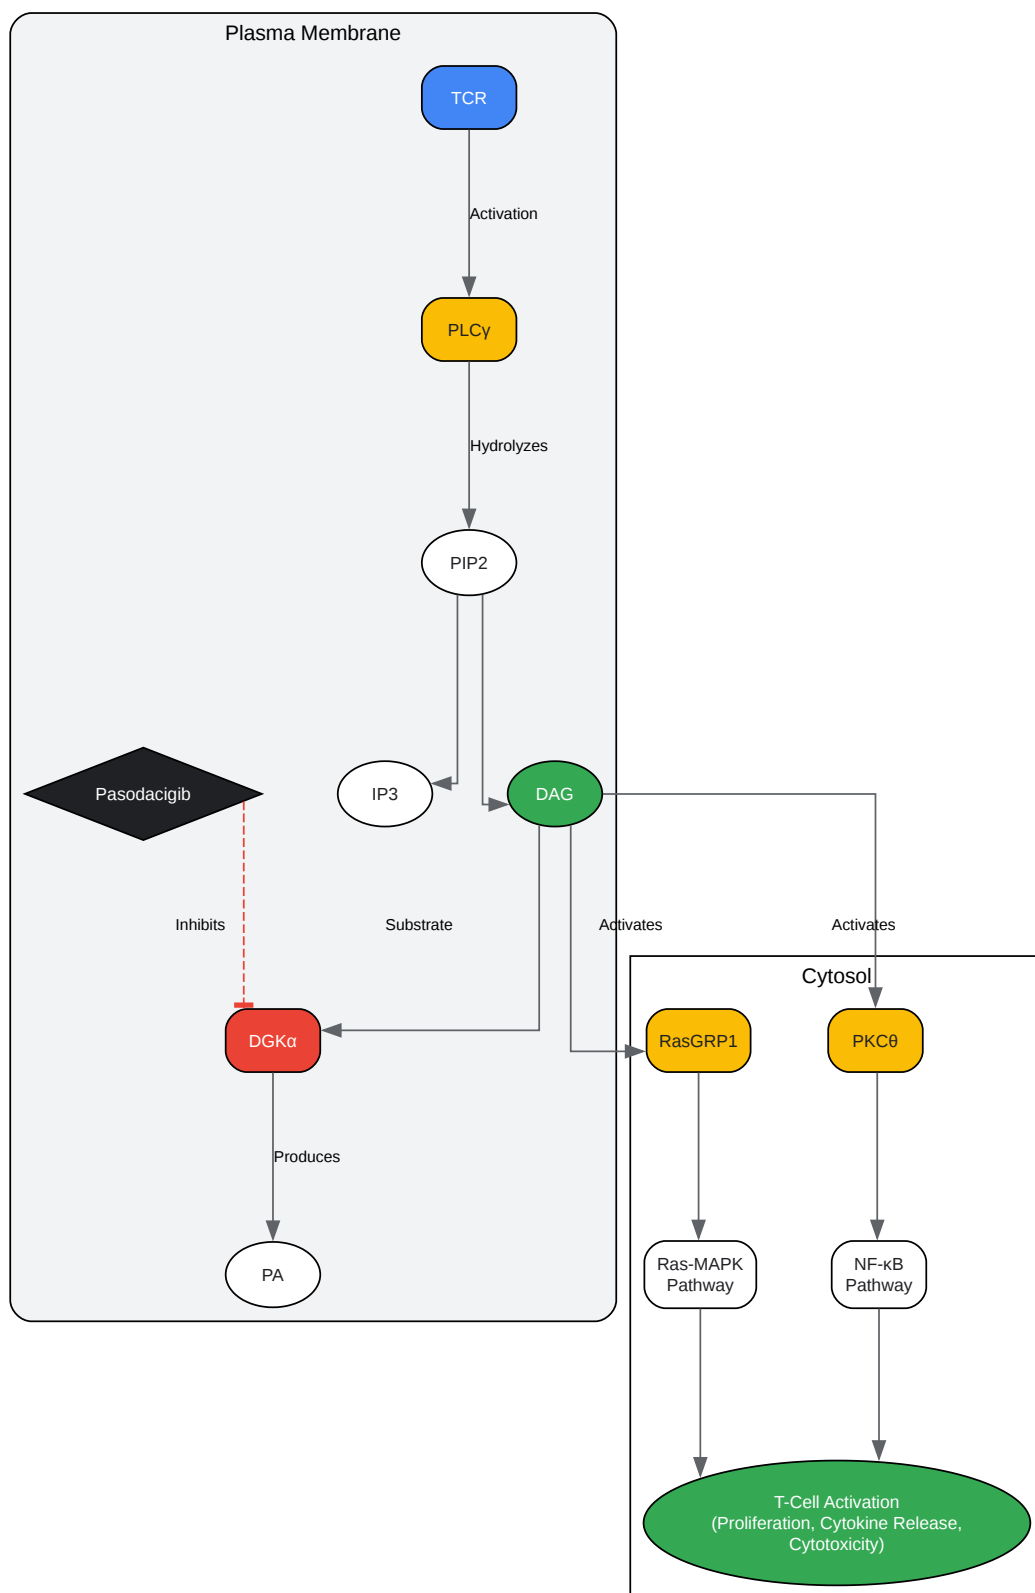 Plasma Membrane
TCR
Activation
PLCγ
Hydrolyzes
PIP2
Pasodacigib
IP3
DAG
Inhibits
Substrate
Activates
Activates
Cytosol
DGKα
RasGRP1
PKCθ
Produces
PA
Ras-MAPK
Pathway
NF-κB
Pathway
T-Cell Activation
(Proliferation, Cytokine Release,
Cytotoxicity)